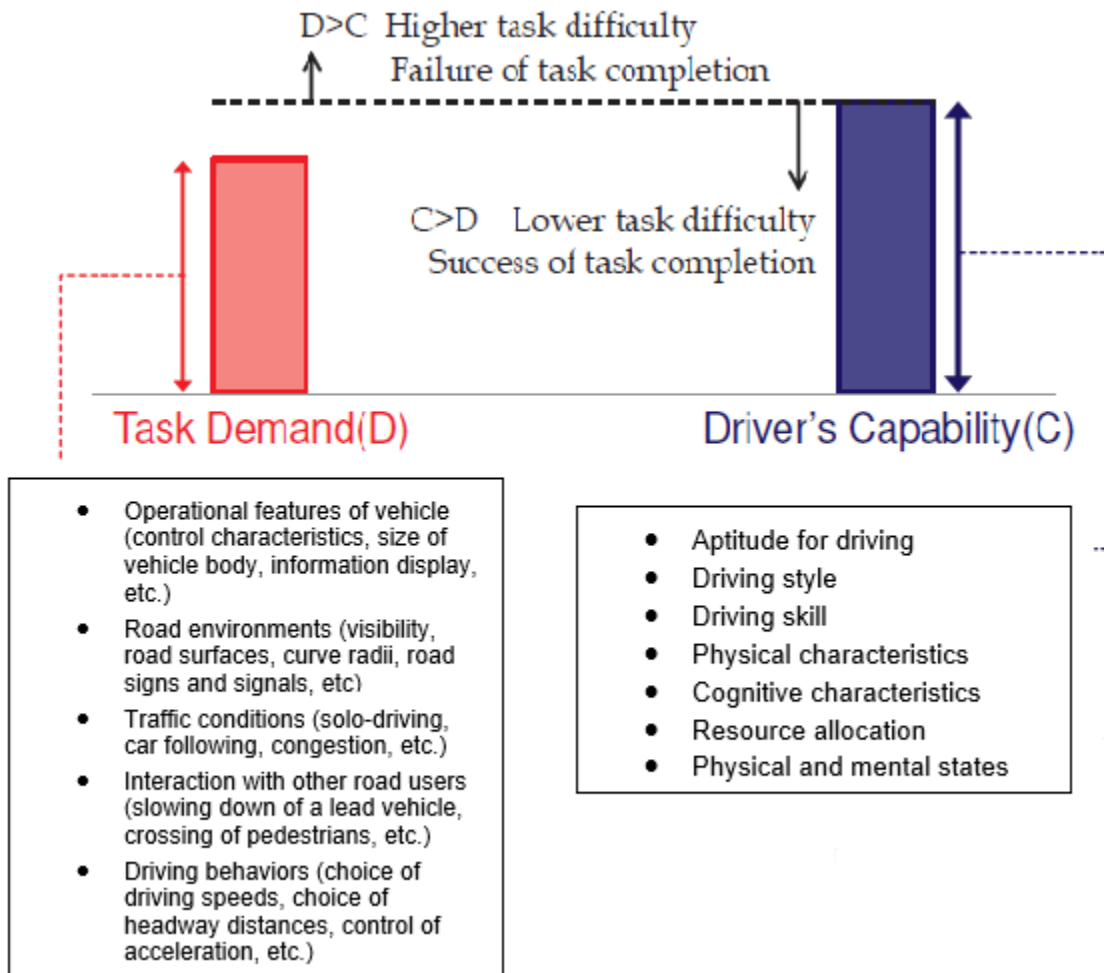 D>C Higher task difficulty
Failure of task completion
C>D Lower task difficulty
Success of task completion
Task Demand(D)
Driver's Capability(C)
• Operational features of vehicle
(control characteristics, size of
vehicle body, information display,
etc.)
• Road environments (visibility,
road surfaces, curve radii, road
signs and signals, etc)
• Traffic conditions (solo-driving,
car following, congestion, etc.)
• Interaction with other road users
(slowing down of a lead vehicle,
crossing of pedestrians, etc.)
• Driving behaviors (choice of
driving speeds, choice of
headway distances, control of
acceleration, etc.)
• Aptitude for driving
• Driving style
• Driving skill
• Physical characteristics
• Cognitive characteristics
• Resource allocation
• Physical and mental states